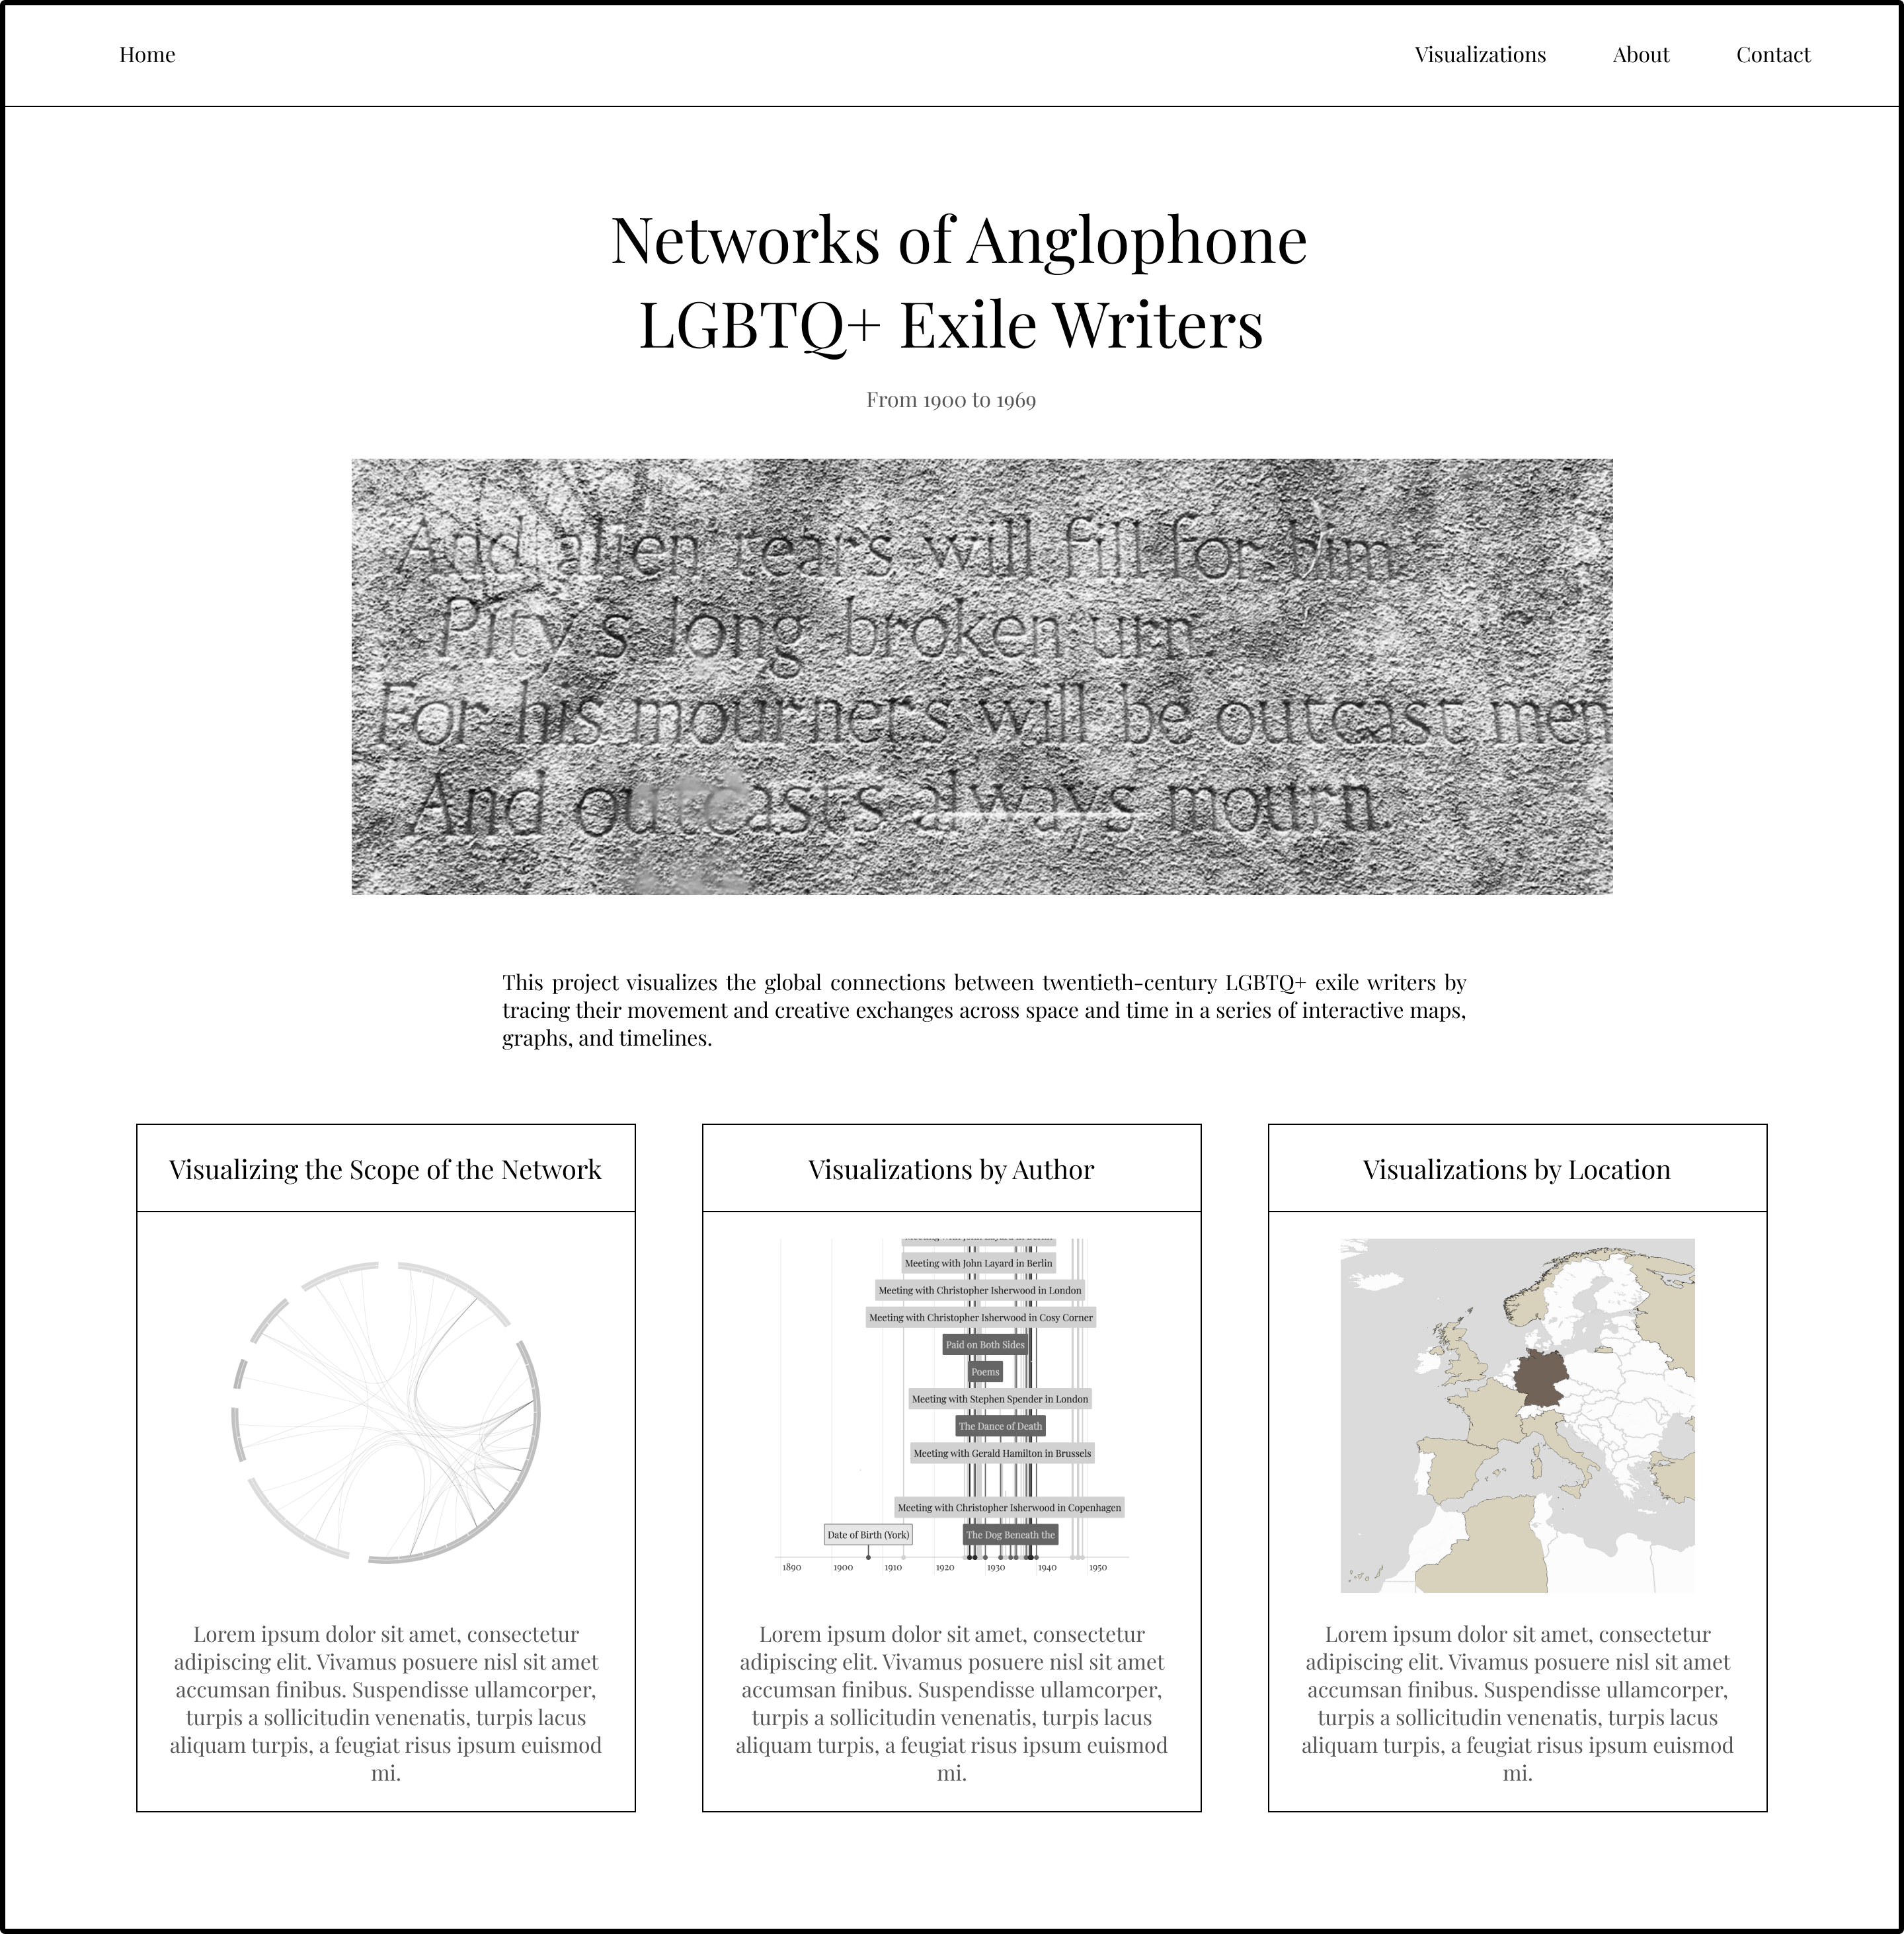 Home
Visualizations
About
Contact
Networks of Anglophone
LGBTQ+ Exile Writers
From 1900 to 1969
And alien tears will fill for him
Pity's long broken urn
For his mourners will be outcast men
And outcasts always mourn.
This project visualizes the global connections between twentieth-century LGBTQ+ exile writers by
tracing their movement and creative exchanges across space and time in a series of interactive maps,
graphs, and timelines.
Visualizing the Scope of the Network
Lorem ipsum dolor sit amet, consectetur
adipiscing elit. Vivamus posuere nisl sit amet
accumsan finibus. Suspendisse ullamcorper,
turpis a sollicitudin venenatis, turpis lacus
aliquam turpis, a feugiat risus ipsum euismod
mi.
Visualizations by Author
Meeting with John Layard in Berlin
Meeting with John Layard in Berlin
Meeting with Christopher Isherwood in London
Meeting with Christopher Isherwood in Cosy Corner
Paid on Both Sides
Poems
Meeting with Stephen Spender in London
The Dance of Death
Meeting with Gerald Hamilton in Brussels
Meeting with Christopher Isherwood in Copenhagen
Date of Birth (York)
The Dog Beneath the
1890 1900 1910 1920 1930 1940 1950
Lorem ipsum dolor sit amet, consectetur
adipiscing elit. Vivamus posuere nisl sit amet
accumsan finibus. Suspendisse ullamcorper,
turpis a sollicitudin venenatis, turpis lacus
aliquam turpis, a feugiat risus ipsum euismod
mi.
Visualizations by Location
Lorem ipsum dolor sit amet, consectetur
adipiscing elit. Vivamus posuere nisl sit amet
accumsan finibus. Suspendisse ullamcorper,
turpis a sollicitudin venenatis, turpis lacus
aliquam turpis, a feugiat risus ipsum euismod
mi.